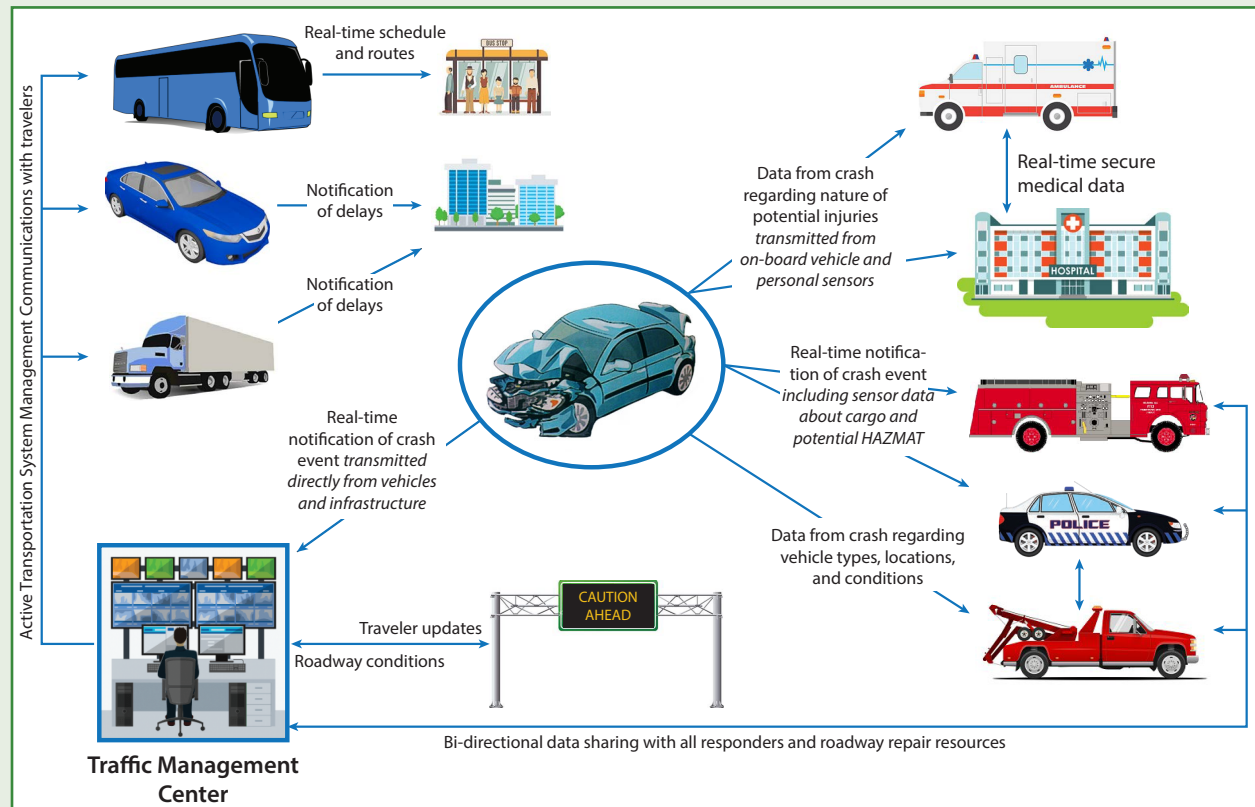 Active Transportation System Management Communications with travelers
Real-time schedule
and routes
BUS STOP
Notification
of delays
Notification
of delays
AMBULANCE
Data from crash
regarding nature of
potential injuries
transmitted from
on-board vehicle and
personal sensors
Real-time secure
medical data
HOSPITAL
Real-time
notification of crash
event transmitted
directly from vehicles
and infrastructure
Real-time notifica-
tion of crash event
including sensor data
about cargo and
potential HAZMAT
POLICE
Data from crash regarding
vehicle types, locations,
and conditions
CAUTION
AHEAD
Traveler updates
Roadway conditions
Bi-directional data sharing with all responders and roadway repair resources
Traffic Management
Center